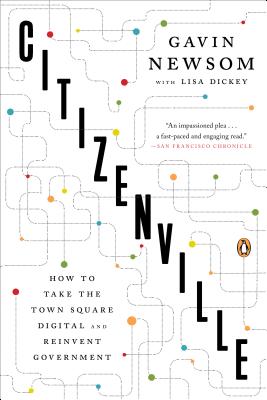 CITIZENVILLE
GAVIN
NEWSOM
WITH LISA DICKEY
"An impassioned plea . . .
a fast-paced and
engaging read."
—SAN FRANCISCO CHRONICLE
HOW TO
TAKE THE
TOWN SQUARE
DIGITAL AND
REINVENT
GOVERNMENT